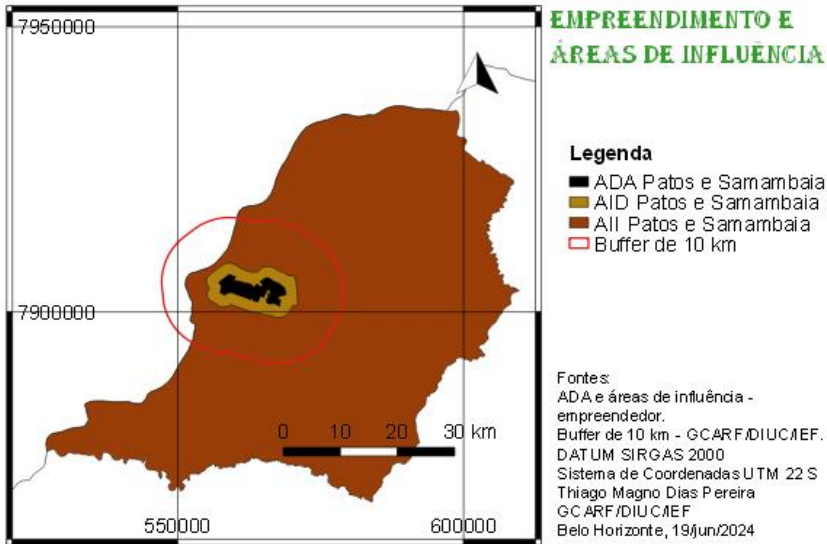 EMPREENDIMENTO E
ÁREAS DE INFLUÊNCIA
7950000
7900000
550000
600000
0 10 20 30 km
Legenda
ADA Patos e Samambaia
AID Patos e Samambaia
AII Patos e Samambaia
Buffer de 10 km
Fontes:
ADA e áreas de influência -
empreendedor.
Buffer de 10 km - GCARF/DIUC/IEF.
DATUM SIRGAS 2000
Sistema de Coordenadas UTM 22 S
Thiago Magno Dias Pereira
GCARF/DIUC/IEF
Belo Horizonte, 19/jun/2024